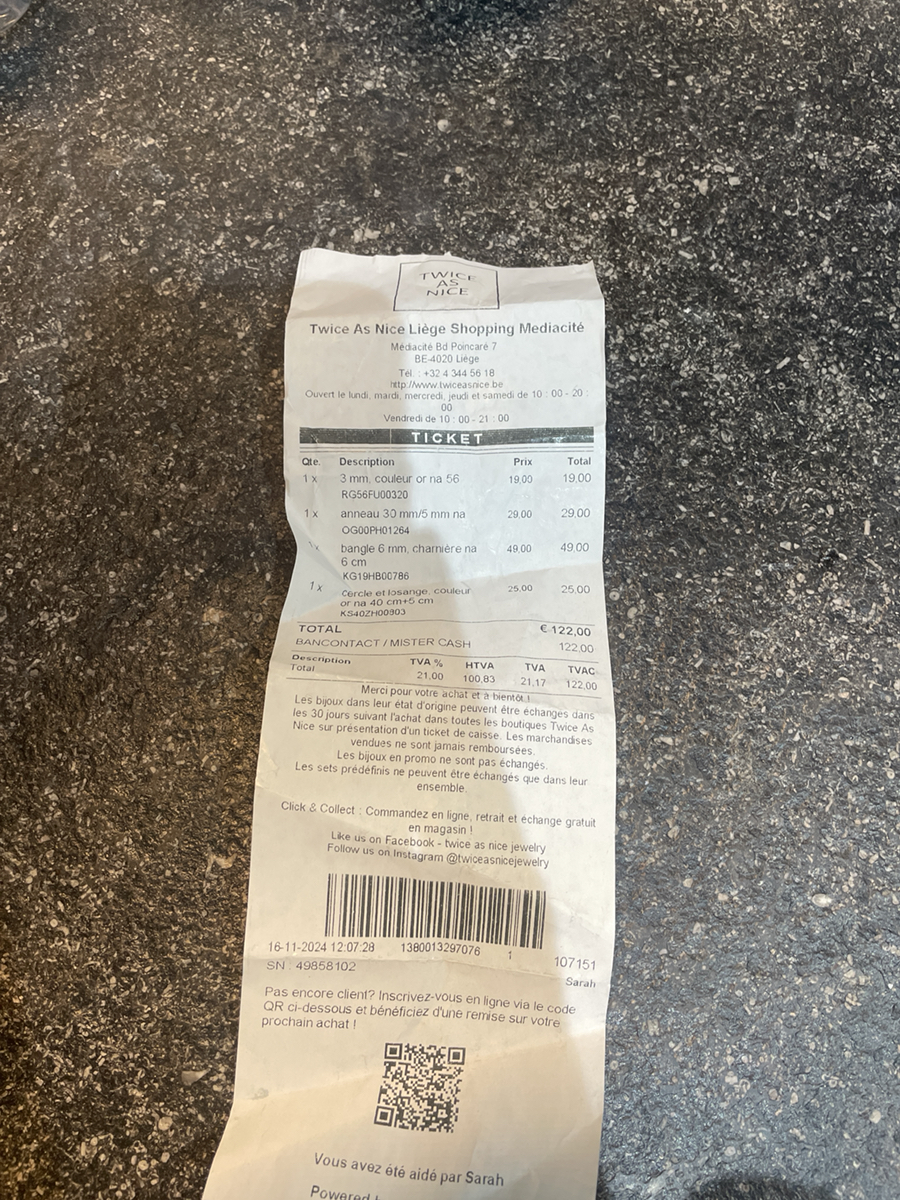 TWICE
AS
NICE
Twice As Nice Liège Shopping Mediacité
Médiacité Bd Poincaré 7
BE-4020 Liège
Tél. : +32 4 344 56 18
http://www.twiceasnice.be
Ouvert le lundi, mardi, mercredi, jeudi et samedi de 10 : 00 - 20 :
00
Vendredi de 10 : 00 - 21 : 00
TICKET
Qte. Description Prix Total
1 x 3 mm, couleur or na 56 19,00 19,00
RG56FU00320
1 x anneau 30 mm/5 mm na 29,00 29,00
OG00PH01264
x bangle 6 mm, charnière na 49,00 49,00
6 cm
KG19HB00786
1 x Cercle et losange, couleur 25,00 25,00
or na 40 cm+5 cm
KS40ZH00903
TOTAL € 122,00
BANCONTACT / MISTER CASH 122,00
Description TVA % HTVA TVA TVAC
Total 21,00 100,83 21,17 122,00
Merci pour votre achat et à bientôt !
Les bijoux dans leur état d'origine peuvent être échangés dans
les 30 jours suivant l'achat dans toutes les boutiques Twice As
Nice sur présentation d'un ticket de caisse. Les marchandises
vendues ne sont jamais remboursées.
Les bijoux en promo ne sont pas échangés.
Les sets prédéfinis ne peuvent être échangés que dans leur
ensemble.
Click & Collect : Commandez en ligne, retrait et échange gratuit
en magasin !
Like us on Facebook - twice as nice jewelry
Follow us on Instagram @twiceasnicejewelry
16-11-2024 12:07:28 1380013297076 1 107151
SN : 49858102 Sarah
Pas encore client? Inscrivez-vous en ligne via le code
QR ci-dessous et bénéficiez d'une remise sur votre
prochain achat !
Vous avez été aidé par Sarah
Powered